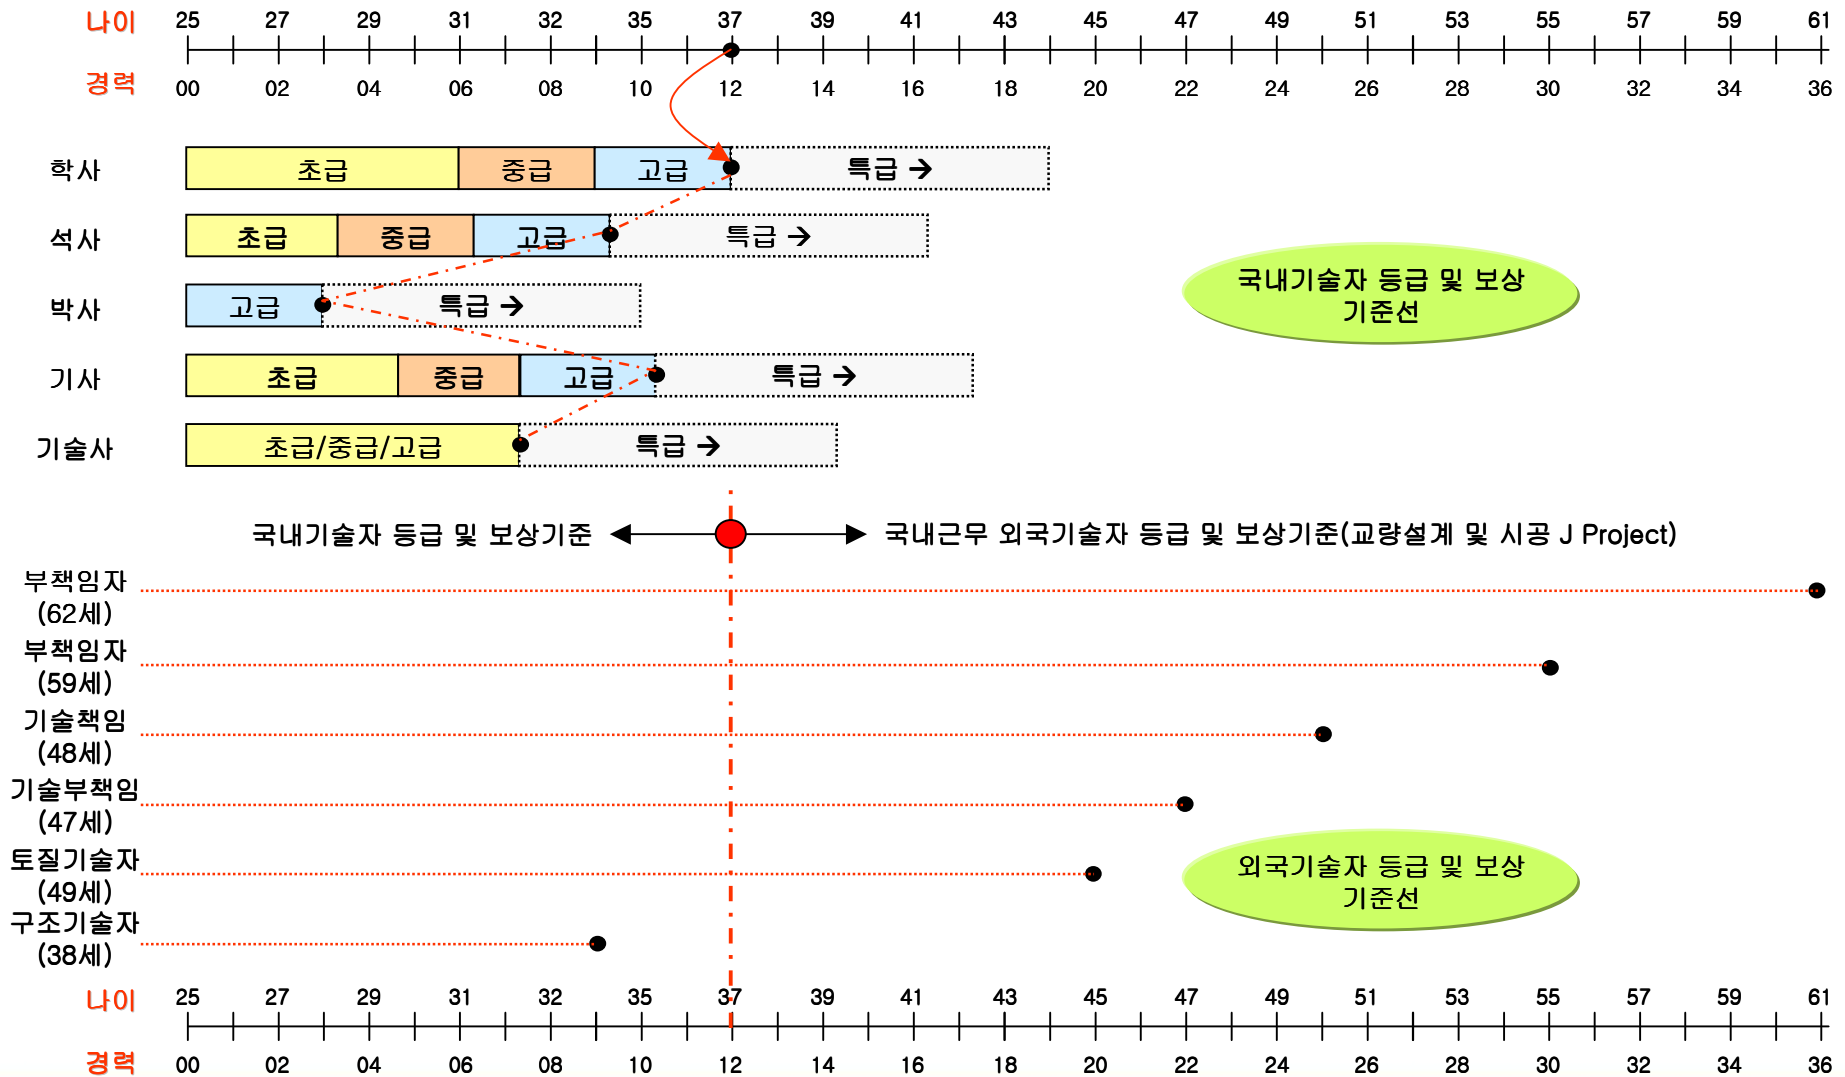 나이 25 27 29 31 32 35 37 39 41 43 45 47 49 51 53 55 57 59 61
경력 00 02 04 06 08 10 12 14 16 18 20 22 24 26 28 30 32 34 36
학사 초급 중급 고급 특급 →
석사 초급 중급 고급 특급 →
박사 고급 특급 →
기사 초급 중급 고급 특급 →
기술사 초급/중급/고급 특급 →
국내기술자 등급 및 보상
기준선
국내기술자 등급 및 보상기준 국내근무 외국기술자 등급 및 보상기준(교량설계 및 시공 J Project)
부책임자
(62세)
부책임자
(59세)
기술책임
(48세)
기술부책임
(47세)
토질기술자
(49세)
구조기술자
(38세)
외국기술자 등급 및 보상
기준선
나이 25 27 29 31 32 35 37 39 41 43 45 47 49 51 53 55 57 59 61
경력 00 02 04 06 08 10 12 14 16 18 20 22 24 26 28 30 32 34 36